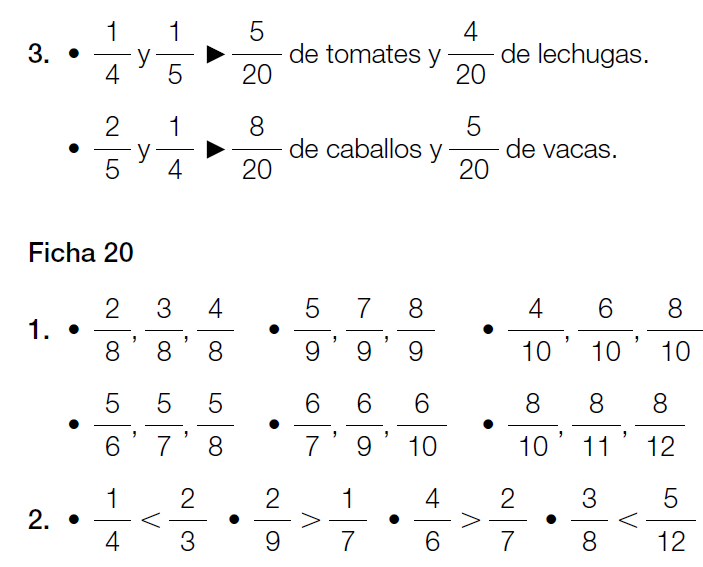 3. • 1/4 y 1/5 ▶ 5/20 de tomates y 4/20 de lechugas.
• 2/5 y 1/4 ▶ 8/20 de caballos y 5/20 de vacas.
Ficha 20
1. • 2/8, 3/8, 4/8 • 5/9, 7/9, 8/9 • 4/10, 6/10, 8/10
• 5/6, 5/7, 5/8 • 6/7, 6/9, 6/10 • 8/10, 8/11, 8/12
2. • 1/4 < 2/3 • 2/9 > 1/7 • 4/6 > 2/7 • 3/8 < 5/12